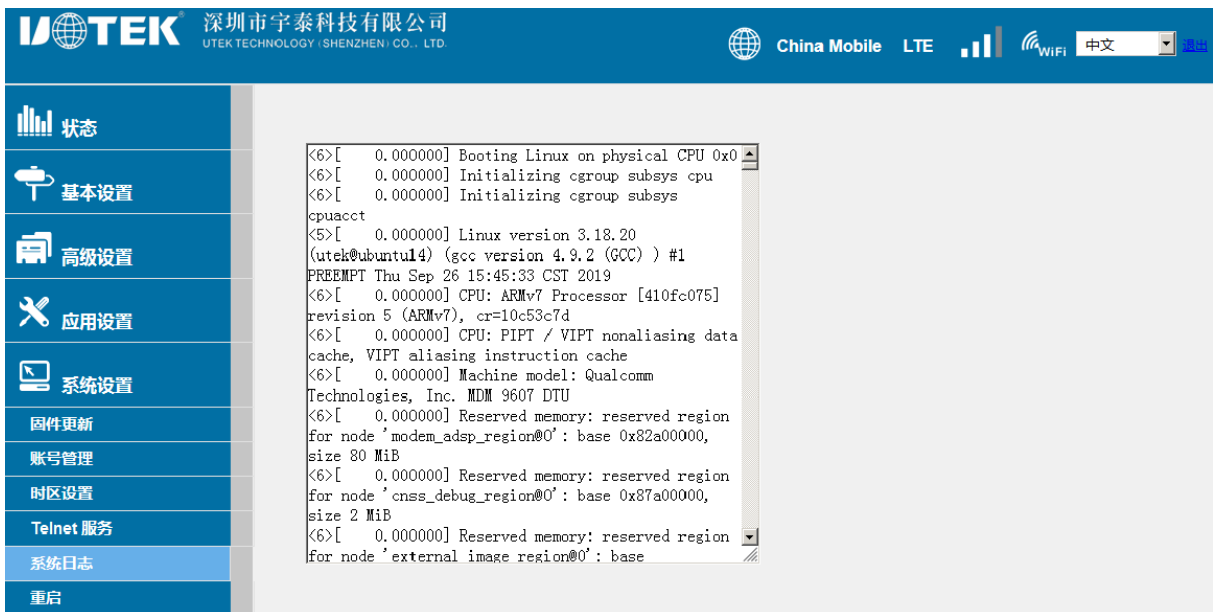 UTEK 深圳市宇泰科技有限公司
UTEK TECHNOLOGY (SHENZHEN) CO., LTD.
China Mobile LTE WiFi 中文 退出
状态
基本设置
高级设置
应用设置
系统设置
固件更新
账号管理
时区设置
Telnet 服务
系统日志
重启
<6>[    0.000000] Booting Linux on physical CPU 0x0
<6>[    0.000000] Initializing cgroup subsys cpu
<6>[    0.000000] Initializing cgroup subsys
cpuacct
<5>[    0.000000] Linux version 3.18.20
(utek@ubuntu14) (gcc version 4.9.2 (GCC) ) #1
PREEMPT Thu Sep 26 15:45:33 CST 2019
<6>[    0.000000] CPU: ARMv7 Processor [410fc075]
revision 5 (ARMv7), cr=10c53c7d
<6>[    0.000000] CPU: PIPT / VIPT nonaliasing data
cache, VIPT aliasing instruction cache
<6>[    0.000000] Machine model: Qualcomm
Technologies, Inc. MDM 9607 DTU
<6>[    0.000000] Reserved memory: reserved region
for node 'modem_adsp_region@0': base 0x82a00000,
size 80 MiB
<6>[    0.000000] Reserved memory: reserved region
for node 'cnss_debug_region@0': base 0x87a00000,
size 2 MiB
<6>[    0.000000] Reserved memory: reserved region
for node 'external_image_region@0': base